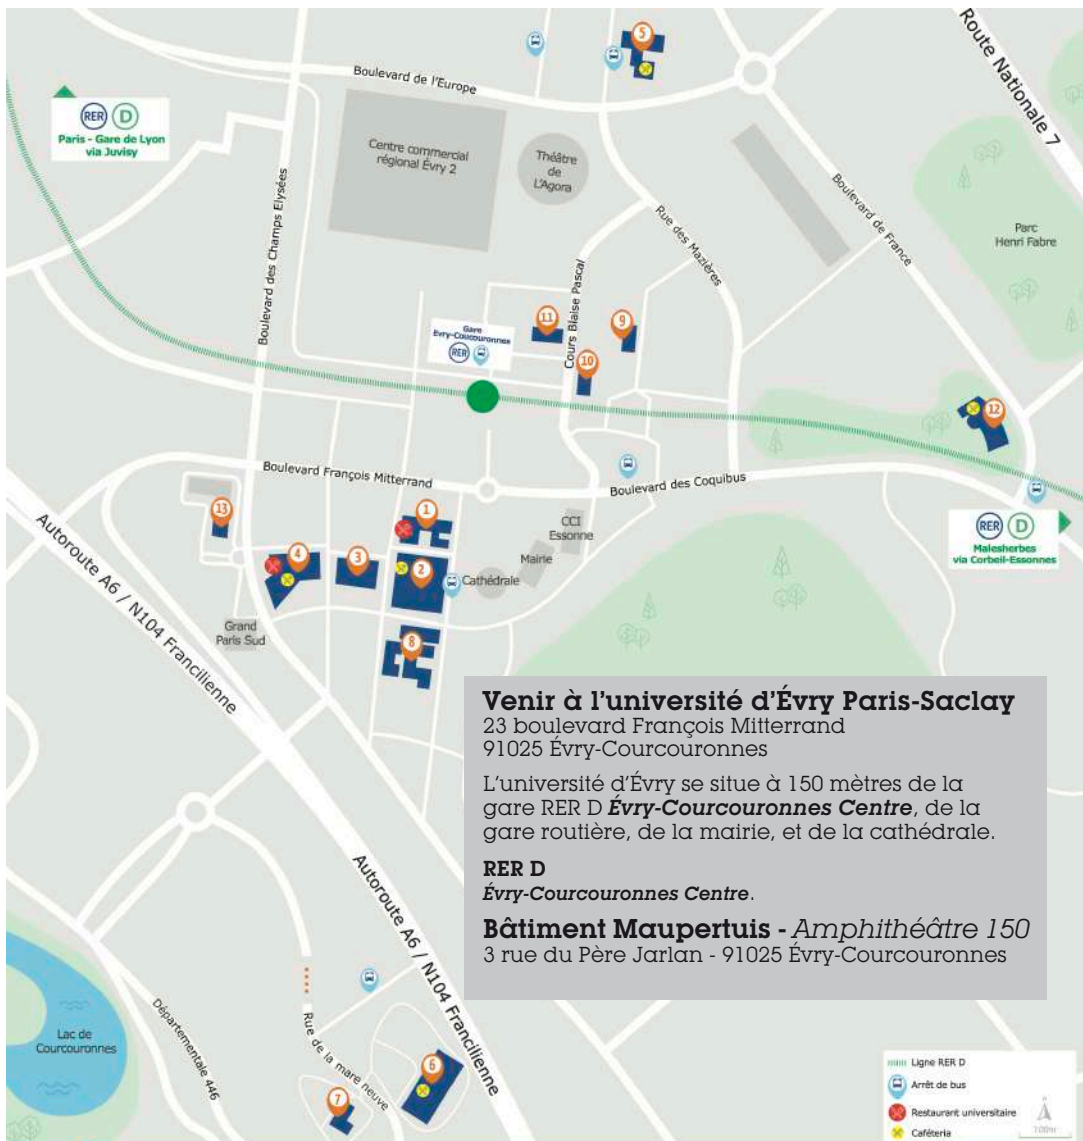 5
Route Nationale 7
Boulevard de l'Europe
RER D
Paris - Gare de Lyon
via Juvisy
Centre commercial
régional Évry 2
Théâtre
de
L'Agora
Boulevard des Champs Elysées
Rue des Mazières
Boulevard de France
Parc
Henri Fabre
Cours Blaise Pascal
11
9
Gare
Evry-Coucouronnes
RER
10
12
Boulevard François Mitterrand
Boulevard des Coquibus
13
1
CCI
Essonne
RER D
Malesherbes
via Corbeil-Essonnes
Autoroute A6 / N104 Francilienne
4
3
2
Mairie
Cathédrale
Grand
Paris Sud
8
Venir à l'université d'Évry Paris-Saclay
23 boulevard François Mitterrand
91025 Évry-Courcouronnes
L'université d'Évry se situe à 150 mètres de la
gare RER D Évry-Courcouronnes Centre, de la
gare routière, de la mairie, et de la cathédrale.
RER D
Évry-Courcouronnes Centre.
Bâtiment Maupertuis - Amphithéâtre 150
3 rue du Père Jarlan - 91025 Évry-Courcouronnes
Autoroute A6 / N104 Francilienne
Lac de
Courcouronnes
Départementale 446
Rue de la mare neuve
6
7
Ligne RER D
Arrêt de bus
Restaurant universitaire
Caféteria
N
100m